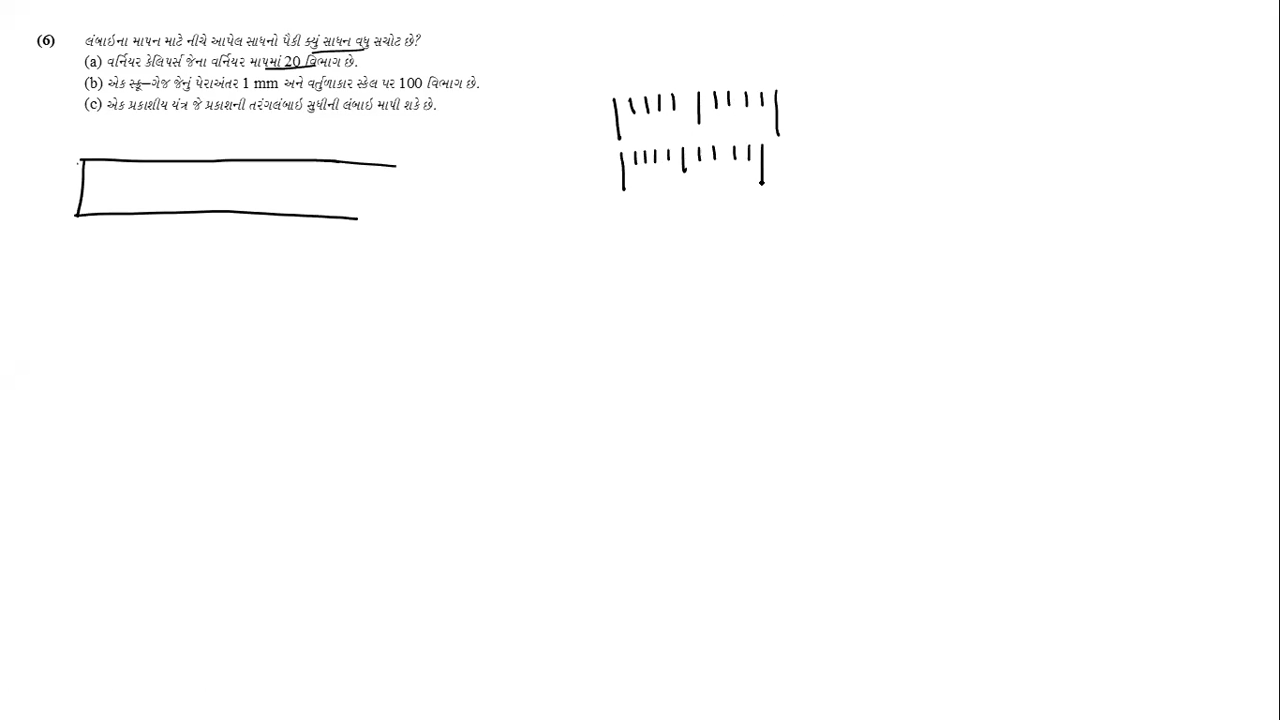 (6) લંબાઈના માપન માટે નીચે આપેલ સાધનો પૈકી ક્યું સાધન વધુ સચોટ છે?
(a) વર્નિયર કેલિપર્સ જેના વર્નિયર માપમાં 20 વિભાગ છે.
(b) એક સ્ક્રૂ–ગેજ જેનું પેરાઅંતર 1 mm અને વર્તુળાકાર સ્કેલ પર 100 વિભાગ છે.
(c) એક પ્રકાશીય યંત્ર જે પ્રકાશની તરંગલંબાઇ સુધીની લંબાઇ માપી શકે છે.